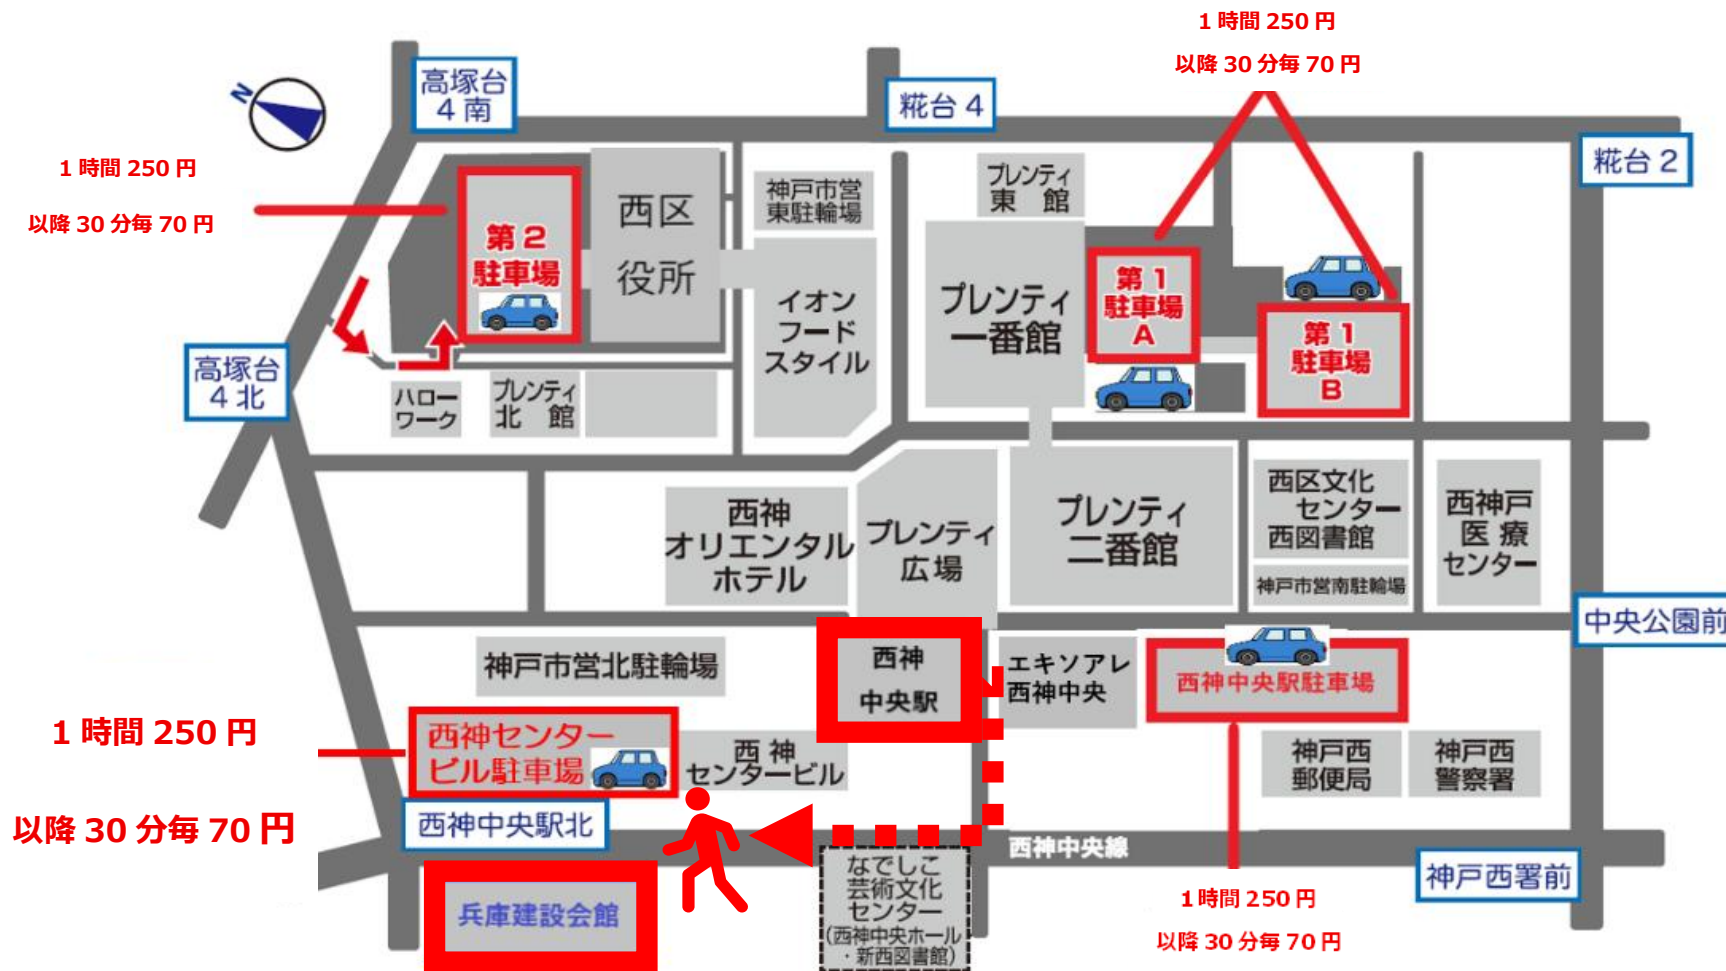 1 時間 250 円
以降 30 分毎 70 円
N
高塚台
4 南
糀台 4
糀台 2
1 時間 250 円
以降 30 分毎 70 円
第 2
駐車場
西区
役所
神戸市営
東駐輪場
イオン
フード
スタイル
プレンティ
東 館
プレンティ
一番館
第 1
駐車場
A
第 1
駐車場
B
高塚台
4 北
ハロー
ワーク
プレンティ
北 館
西神
オリエンタル
ホテル
プレンティ
広場
プレンティ
二番館
西区文化
センター
西図書館
神戸市営南駐輪場
西神戸
医 療
センター
中央公園前
神戸市営北駐輪場
西神
中央駅
エキソアレ
西神中央
西神中央駅駐車場
1 時間 250 円
以降 30 分毎 70 円
西神センター
ビル駐車場
西 神
センタービル
神戸西
郵便局
神戸西
警察署
西神中央駅北
西神中央線
神戸西署前
兵庫建設会館
なでしこ
芸術文化
センター
(西神中央ホール
・新西図書館)
1 時間 250 円
以降 30 分毎 70 円